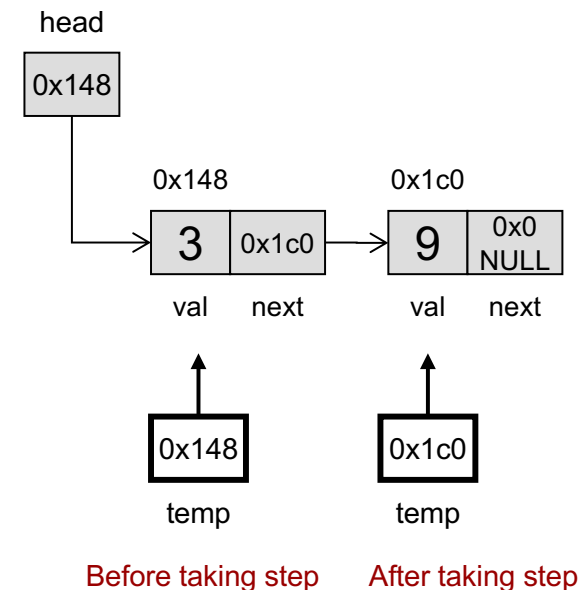 head
0x148
0x148 0x1c0
3 0x1c0 9 0x0
NULL
val next val next
0x148 0x1c0
temp temp
Before taking step After taking step